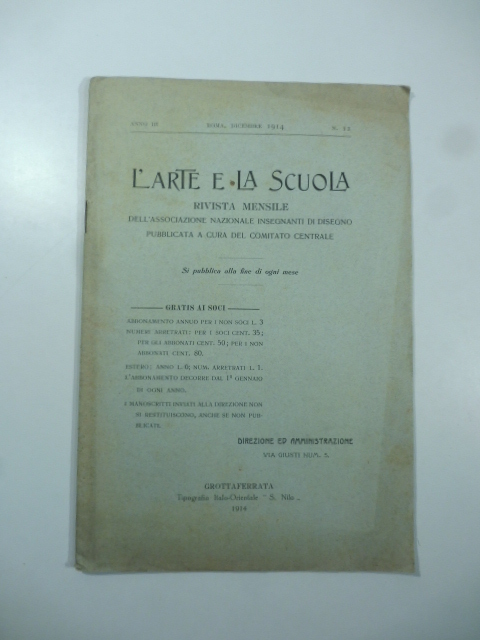 ANNO III ROMA, DICEMBRE 1914 N. 12
L'ARTE E LA SCUOLA
RIVISTA MENSILE
DELL'ASSOCIAZIONE NAZIONALE INSEGNANTI DI DISEGNO
PUBBLICATA A CURA DEL COMITATO CENTRALE
Si pubblica alla fine di ogni mese
GRATIS AI SOCI
ABBONAMENTO ANNUO PER I NON SOCI L. 3
NUMERI ARRETRATI: PER I SOCI CENT. 35;
PER GLI ABBONATI CENT. 50; PER I NON
ABBONATI CENT. 80.
ESTERO: ANNO L. 6; NUM. ARRETRATI L. 1.
L'ABBONAMENTO DECORRE DAL 1º GENNAIO
DI OGNI ANNO.
I MANOSCRITTI INVIATI ALLA DIREZIONE NON
SI RESTITUISCONO, ANCHE SE NON PUB-
BLICATI.
DIREZIONE ED AMMINISTRAZIONE
VIA GIUSTI NUM. 3.
GROTTAFERRATA
Tipografia Italo-Orientale " S. Nilo „
1914